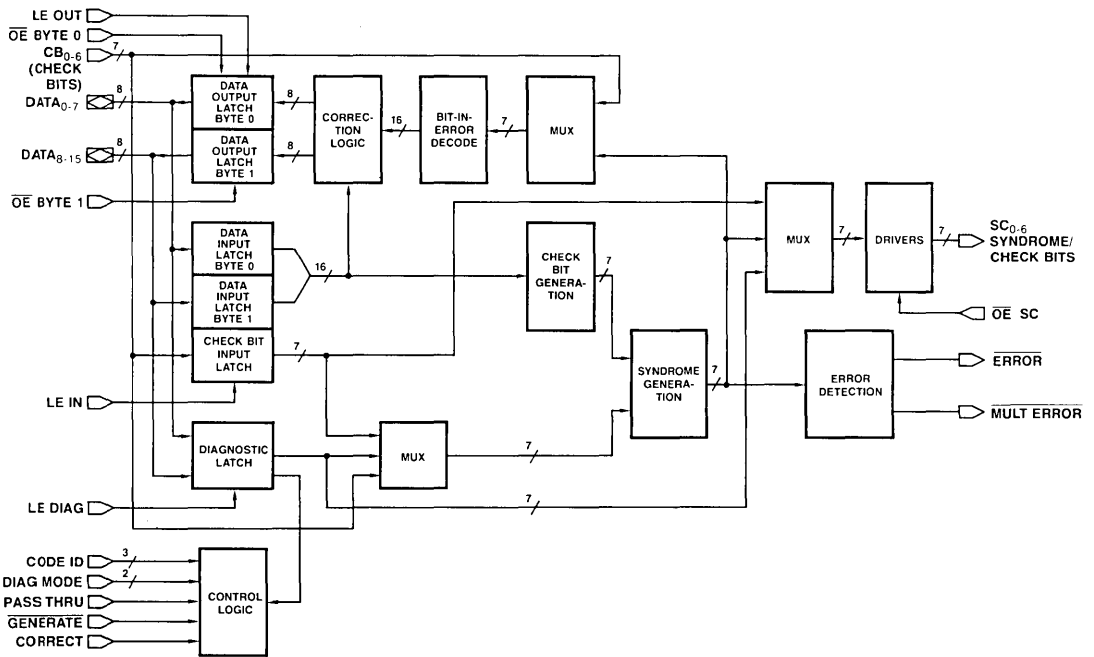 LE OUT
OE BYTE 0
CB0-6
(CHECK
BITS)
7
DATA0-7
8
DATA8-15
8
OE BYTE 1
DATA
OUTPUT
LATCH
BYTE 0
DATA
OUTPUT
LATCH
BYTE 1
8
8
CORREC-
TION
LOGIC
16
BIT-IN-
ERROR
DECODE
7
MUX
DATA
INPUT
LATCH
BYTE 0
DATA
INPUT
LATCH
BYTE 1
CHECK BIT
INPUT
LATCH
16
7
CHECK
BIT
GENERA-
TION
7
MUX
7
DRIVERS
7
SC0-6
SYNDROME/
CHECK BITS
OE SC
LE IN
SYNDROME
GENERA-
TION
7
ERROR
DETECTION
ERROR
MULT ERROR
DIAGNOSTIC
LATCH
MUX
7
7
LE DIAG
CODE ID
3
DIAG MODE
2
PASS THRU
GENERATE
CORRECT
CONTROL
LOGIC